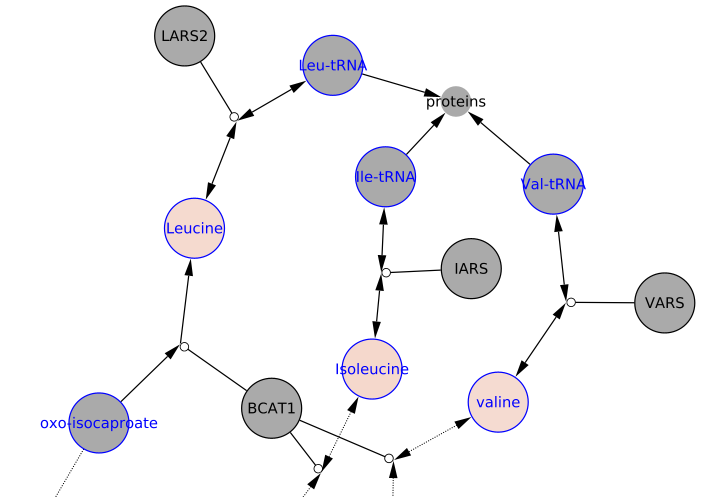 LARS2
Leu-tRNA
proteins
Ile-tRNA
Val-tRNA
Leucine
IARS
VARS
Isoleucine
valine
BCAT1
oxo-isocaproate